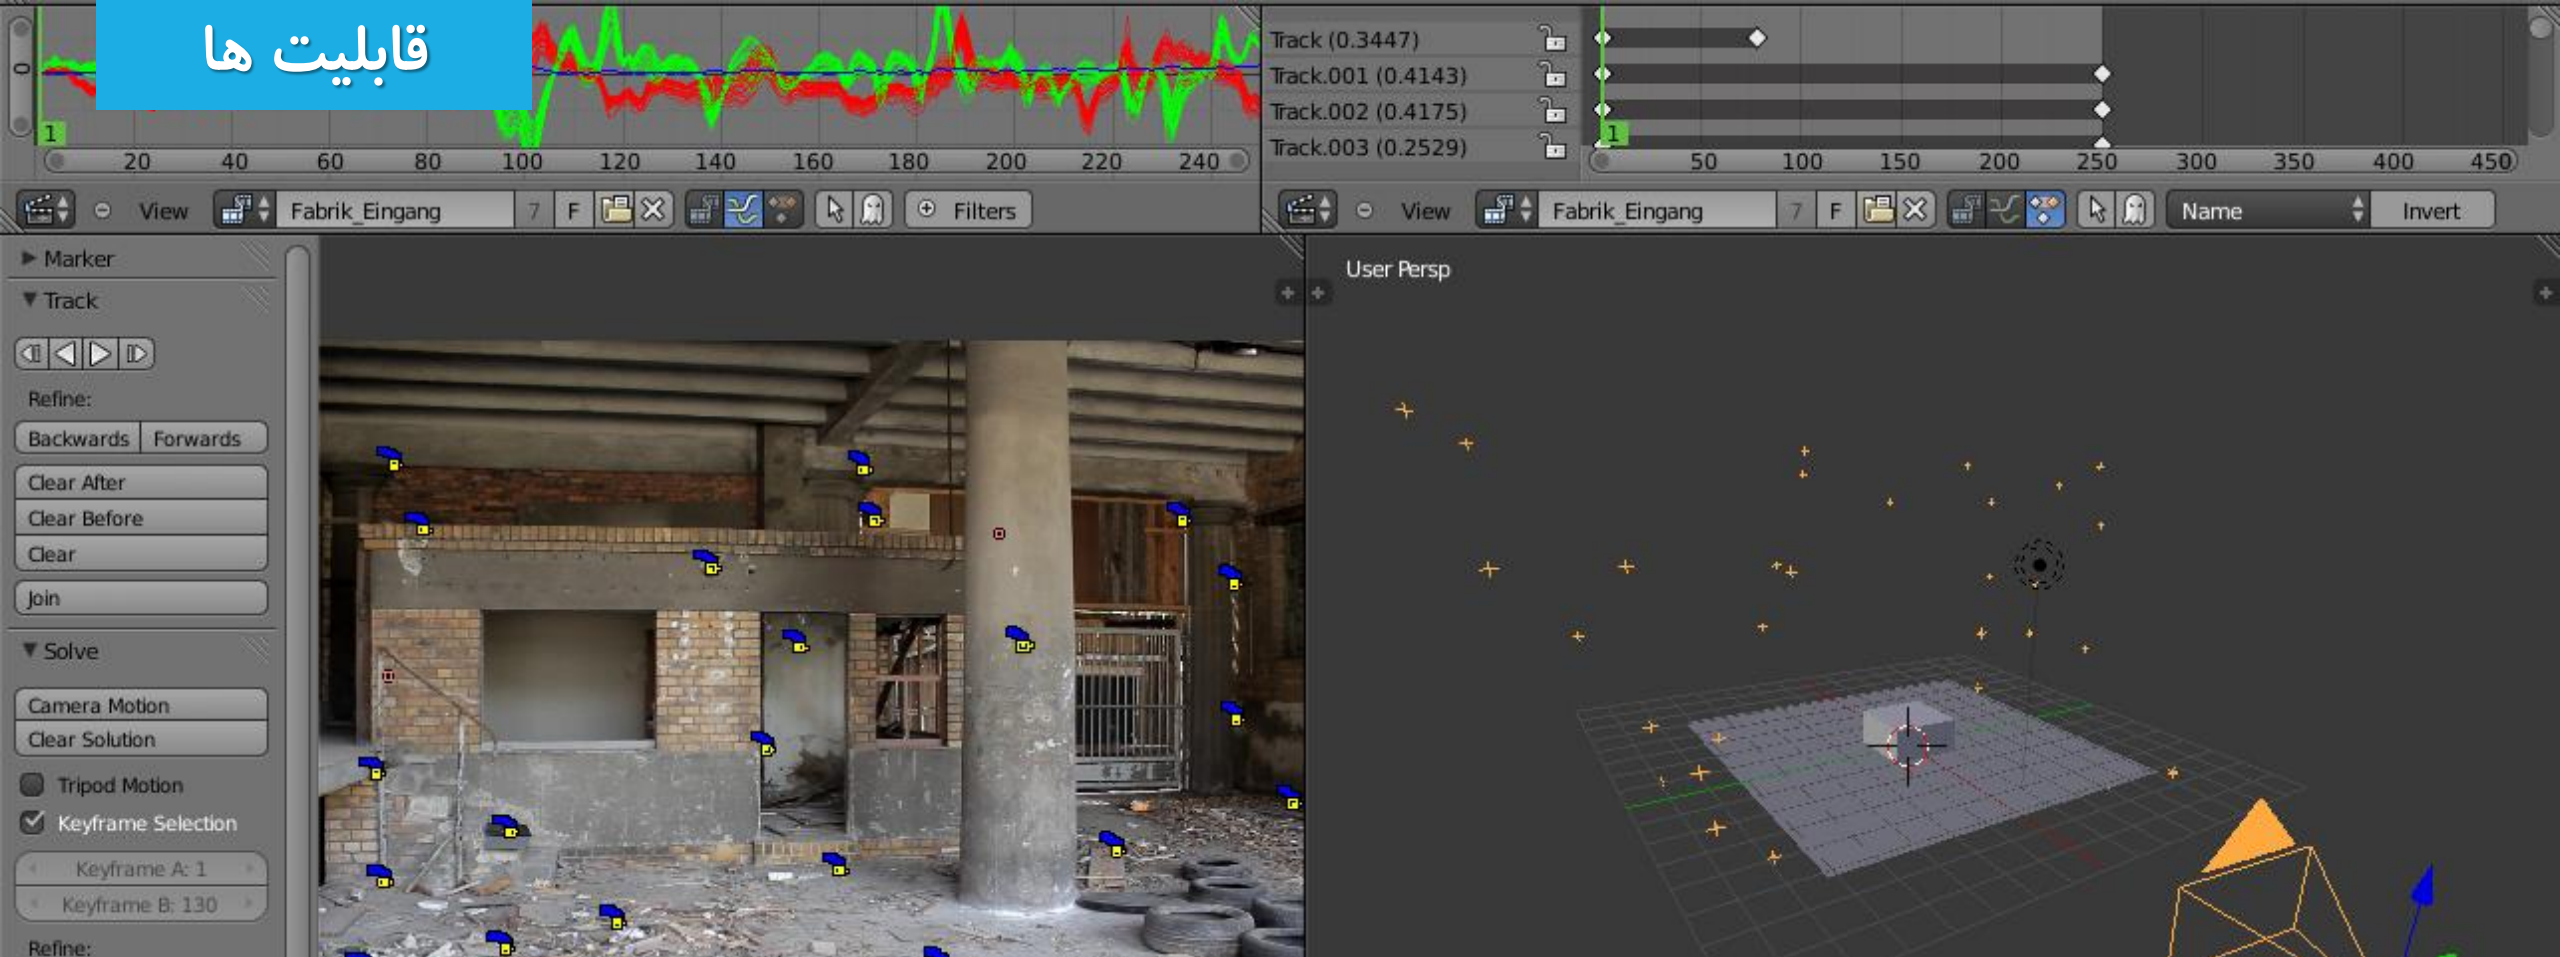 قابلیت ها
0
1
20 40 60 80 100 120 140 160 180 200 220 240
View Fabrik_Eingang 7 F Filters
Track (0.3447)
Track.001 (0.4143)
Track.002 (0.4175)
Track.003 (0.2529)
1
50 100 150 200 250 300 350 400 450
View Fabrik_Eingang 7 F Name Invert
Marker
Track
Refine:
Backwards Forwards
Clear After
Clear Before
Clear
Join
Solve
Camera Motion
Clear Solution
Tripod Motion
Keyframe Selection
Keyframe A: 1
Keyframe B: 130
Refine:
User Persp